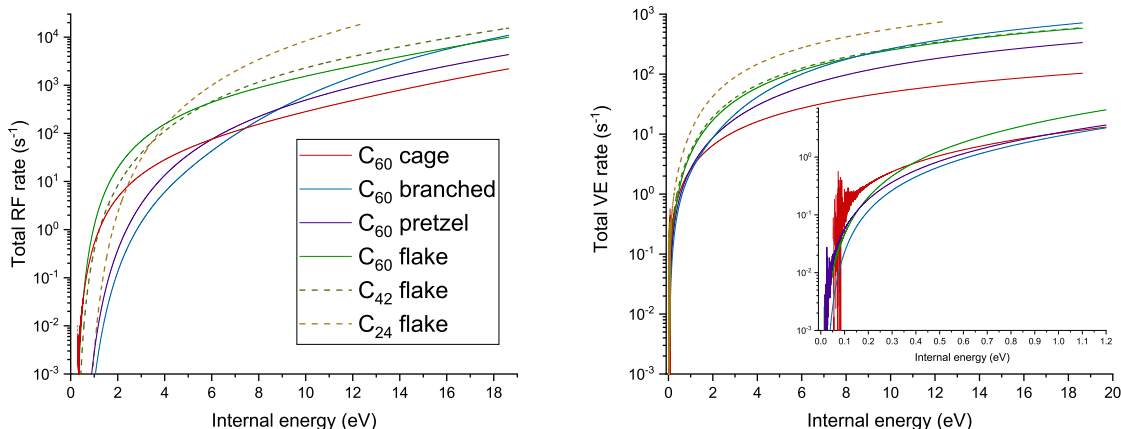 Total RF rate (s⁻¹)
10⁴
10³
10²
10¹
10⁰
10⁻¹
10⁻²
10⁻³
0 2 4 6 8 10 12 14 16 18
Internal energy (eV)
C₆₀ cage
C₆₀ branched
C₆₀ pretzel
C₆₀ flake
C₄₂ flake
C₂₄ flake
Total VE rate (s⁻¹)
10³
10²
10¹
10⁰
10⁻¹
10⁻²
10⁻³
0 2 4 6 8 10 12 14 16 18 20
Internal energy (eV)
10⁰
10⁻¹
10⁻²
10⁻³
0.0 0.1 0.2 0.3 0.4 0.5 0.6 0.7 0.8 0.9 1.0 1.1 1.2
Internal energy (eV)